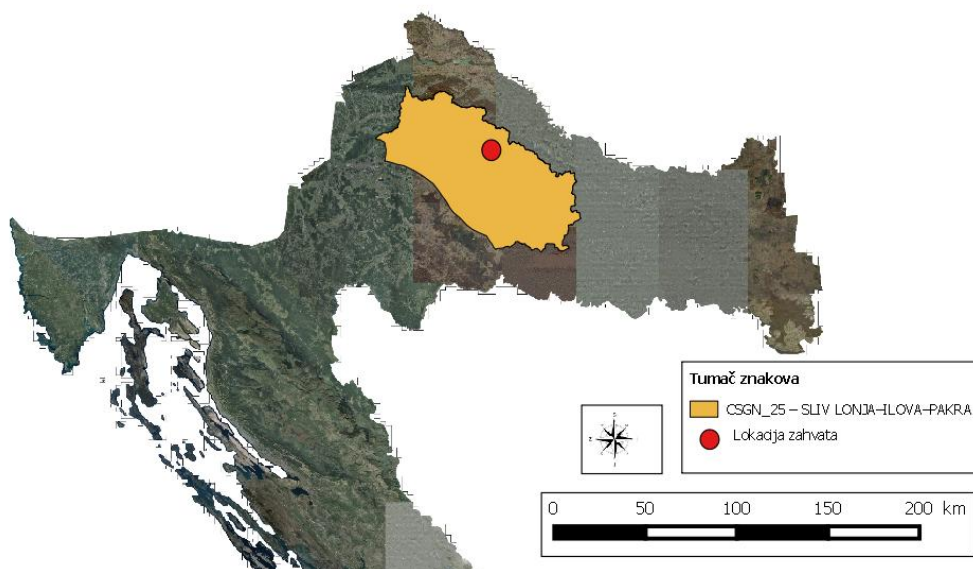 Tumač znakova
CSGN_25 – SLIV LONJA-ILOVA-PAKRA
Lokacija zahvata
0 50 100 150 200 km